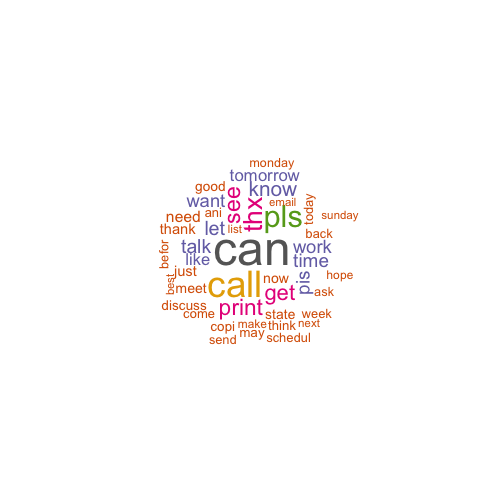 monday
tomorrow
good
see
know
want
thx
email
today
need
ani
let
list
pls
sunday
thank
back
befor
talk
can
work
like
time
just
best
call
now
pls
hope
meet
get
ask
discuss
come
print
state
week
copi
make
think
next
send
may
schedul